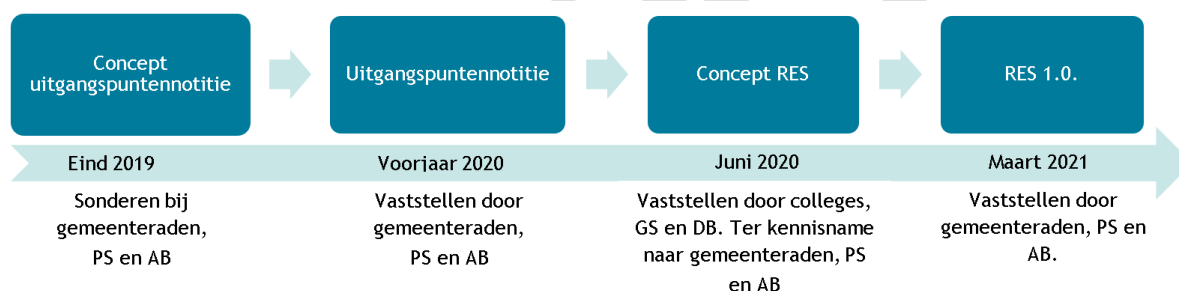 Concept
uitgangspuntennotitie
Uitgangspuntennotitie
Concept RES
RES 1.0.
Eind 2019
Voorjaar 2020
Juni 2020
Maart 2021
Sonderen bij
gemeenteraden,
PS en AB
Vaststellen door
gemeenteraden,
PS en AB
Vaststellen door colleges,
GS en DB. Ter kennisname
naar gemeenteraden, PS
en AB
Vaststellen door
gemeenteraden, PS en
AB.